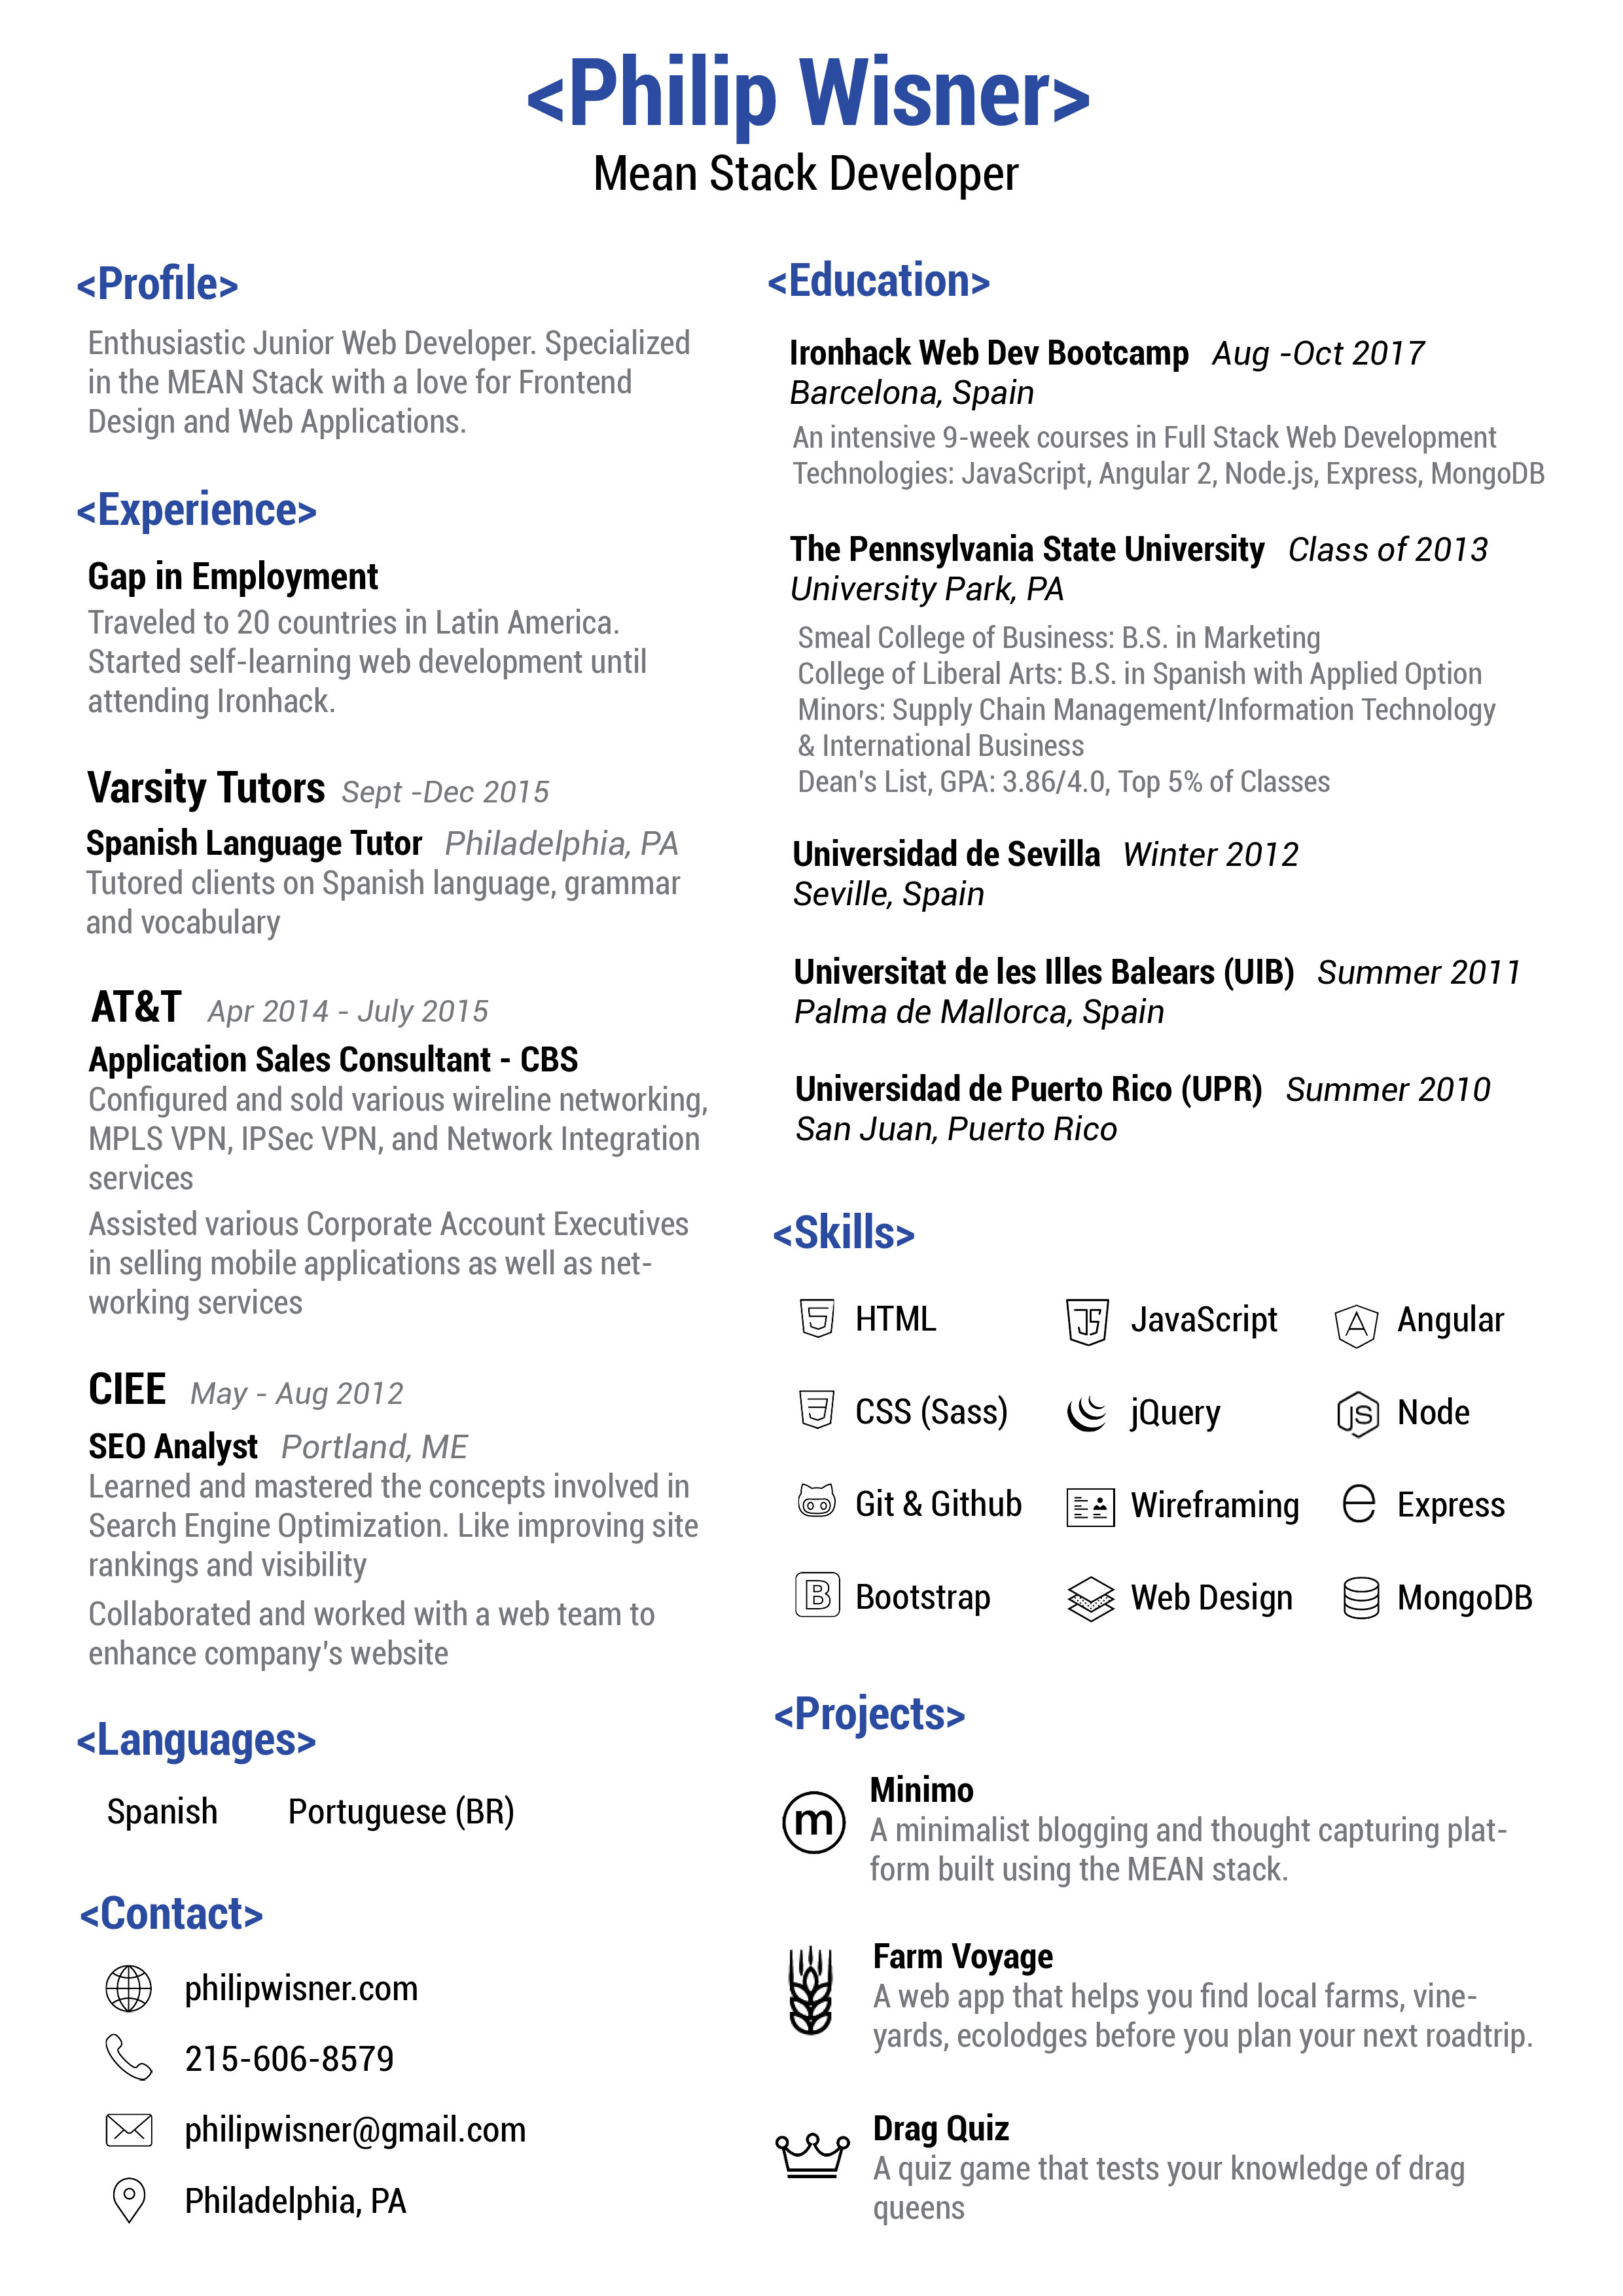 <Philip Wisner>
Mean Stack Developer
<Profile>
Enthusiastic Junior Web Developer. Specialized
in the MEAN Stack with a love for Frontend
Design and Web Applications.
<Experience>
Gap in Employment
Traveled to 20 countries in Latin America.
Started self-learning web development until
attending Ironhack.
Varsity Tutors Sept -Dec 2015
Spanish Language Tutor Philadelphia, PA
Tutored clients on Spanish language, grammar
and vocabulary
AT&T Apr 2014 - July 2015
Application Sales Consultant - CBS
Configured and sold various wireline networking,
MPLS VPN, IPSec VPN, and Network Integration
services
Assisted various Corporate Account Executives
in selling mobile applications as well as net-
working services
CIEE May - Aug 2012
SEO Analyst Portland, ME
Learned and mastered the concepts involved in
Search Engine Optimization. Like improving site
rankings and visibility
Collaborated and worked with a web team to
enhance company's website
<Languages>
Spanish Portuguese (BR)
<Contact>
philipwisner.com
215-606-8579
philipwisner@gmail.com
Philadelphia, PA
<Education>
Ironhack Web Dev Bootcamp Aug -Oct 2017
Barcelona, Spain
An intensive 9-week courses in Full Stack Web Development
Technologies: JavaScript, Angular 2, Node.js, Express, MongoDB
The Pennsylvania State University Class of 2013
University Park, PA
Smeal College of Business: B.S. in Marketing
College of Liberal Arts: B.S. in Spanish with Applied Option
Minors: Supply Chain Management/Information Technology
& International Business
Dean's List, GPA: 3.86/4.0, Top 5% of Classes
Universidad de Sevilla Winter 2012
Seville, Spain
Universitat de les Illes Balears (UIB) Summer 2011
Palma de Mallorca, Spain
Universidad de Puerto Rico (UPR) Summer 2010
San Juan, Puerto Rico
<Skills>
HTML JS JavaScript A Angular
CSS (Sass) jQuery JS Node
Git & Github Wireframing e Express
B Bootstrap Web Design MongoDB
<Projects>
m Minimo
A minimalist blogging and thought capturing plat-
form built using the MEAN stack.
Farm Voyage
A web app that helps you find local farms, vine-
yards, ecolodges before you plan your next roadtrip.
Drag Quiz
A quiz game that tests your knowledge of drag
queens